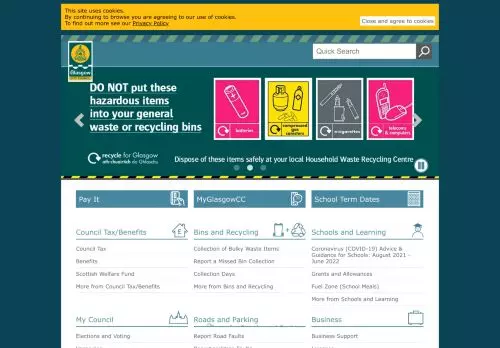 This site uses cookies.
By continuing to browse you are agreeing to our use of cookies.
To find out more see our Privacy Policy
Close and agree to cookies
Glasgow
Quick Search
DO NOT put these
hazardous items
into your general
waste or recycling bins
batteries
compressed
gas
canisters
ecigarettes
telecoms
& computers
recycle for Glasgow
ath-chuairtich do Ghlaschu
Dispose of these items safely at your local Household Waste Recycling Centre
Pay It
MyGlasgowCC
School Term Dates
Council Tax/Benefits
Council Tax
Benefits
Scottish Welfare Fund
More from Council Tax/Benefits
Bins and Recycling
Collection of Bulky Waste Items
Report a Missed Bin Collection
Collection Days
More from Bins and Recycling
Schools and Learning
Coronavirus (COVID-19) Advice &
Guidance for Schools: August 2021 -
June 2022
Grants and Allowances
Fuel Zone (School Meals)
More from Schools and Learning
My Council
Elections and Voting
Roads and Parking
Report Road Faults
Business
Business Support